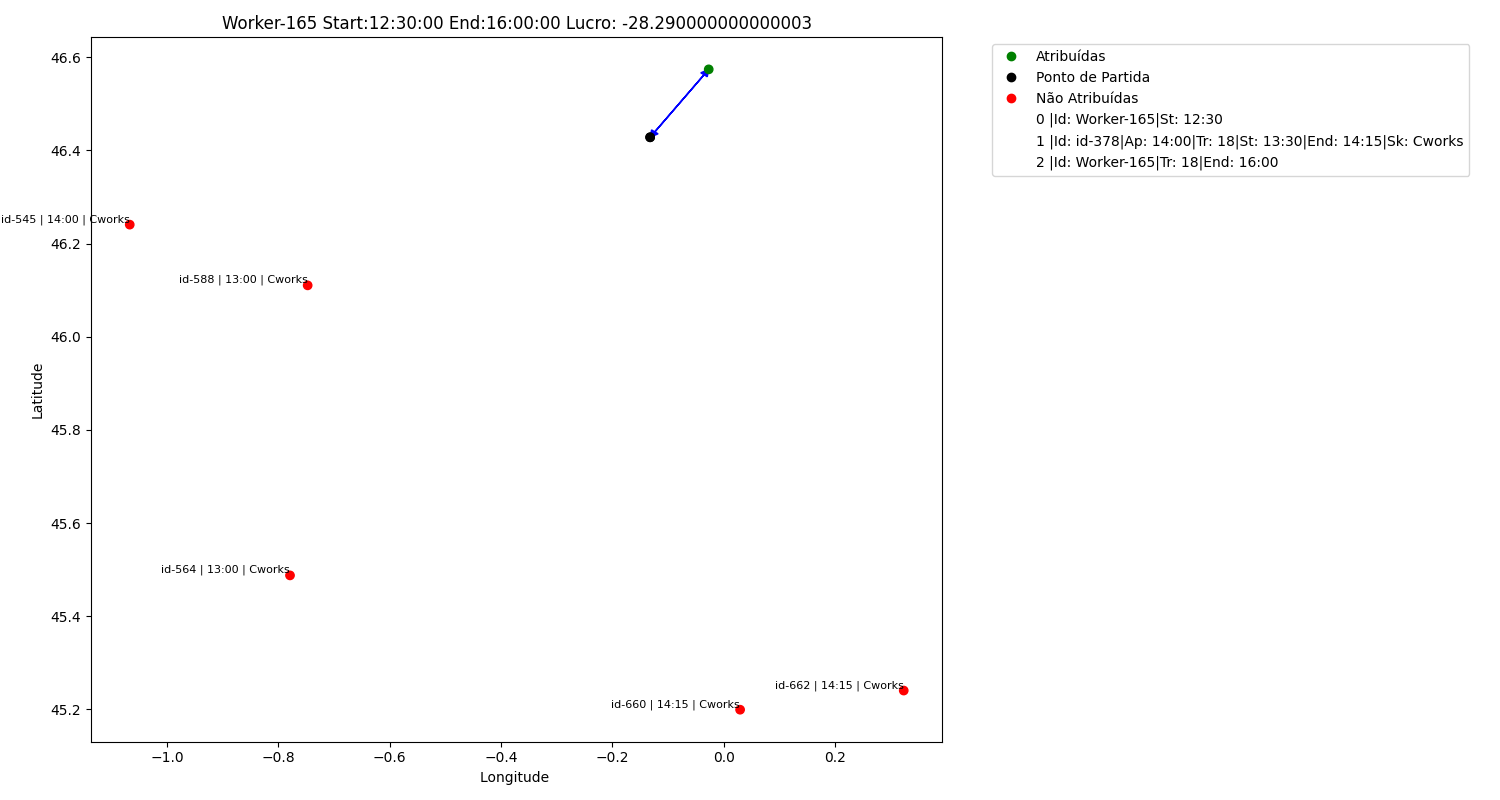 Worker-165 Start:12:30:00 End:16:00:00 Lucro: -28.290000000000003
Atribuídas
Ponto de Partida
Não Atribuídas
0 |Id: Worker-165|St: 12:30
1 |Id: id-378|Ap: 14:00|Tr: 18|St: 13:30|End: 14:15|Sk: Cworks
2 |Id: Worker-165|Tr: 18|End: 16:00
46.6
46.4
46.2
46.0
45.8
45.6
45.4
45.2
Latitude
id-545 | 14:00 | Cworks
id-588 | 13:00 | Cworks
id-564 | 13:00 | Cworks
id-662 | 14:15 | Cworks
id-660 | 14:15 | Cworks
−1.0 −0.8 −0.6 −0.4 −0.2 0.0 0.2
Longitude